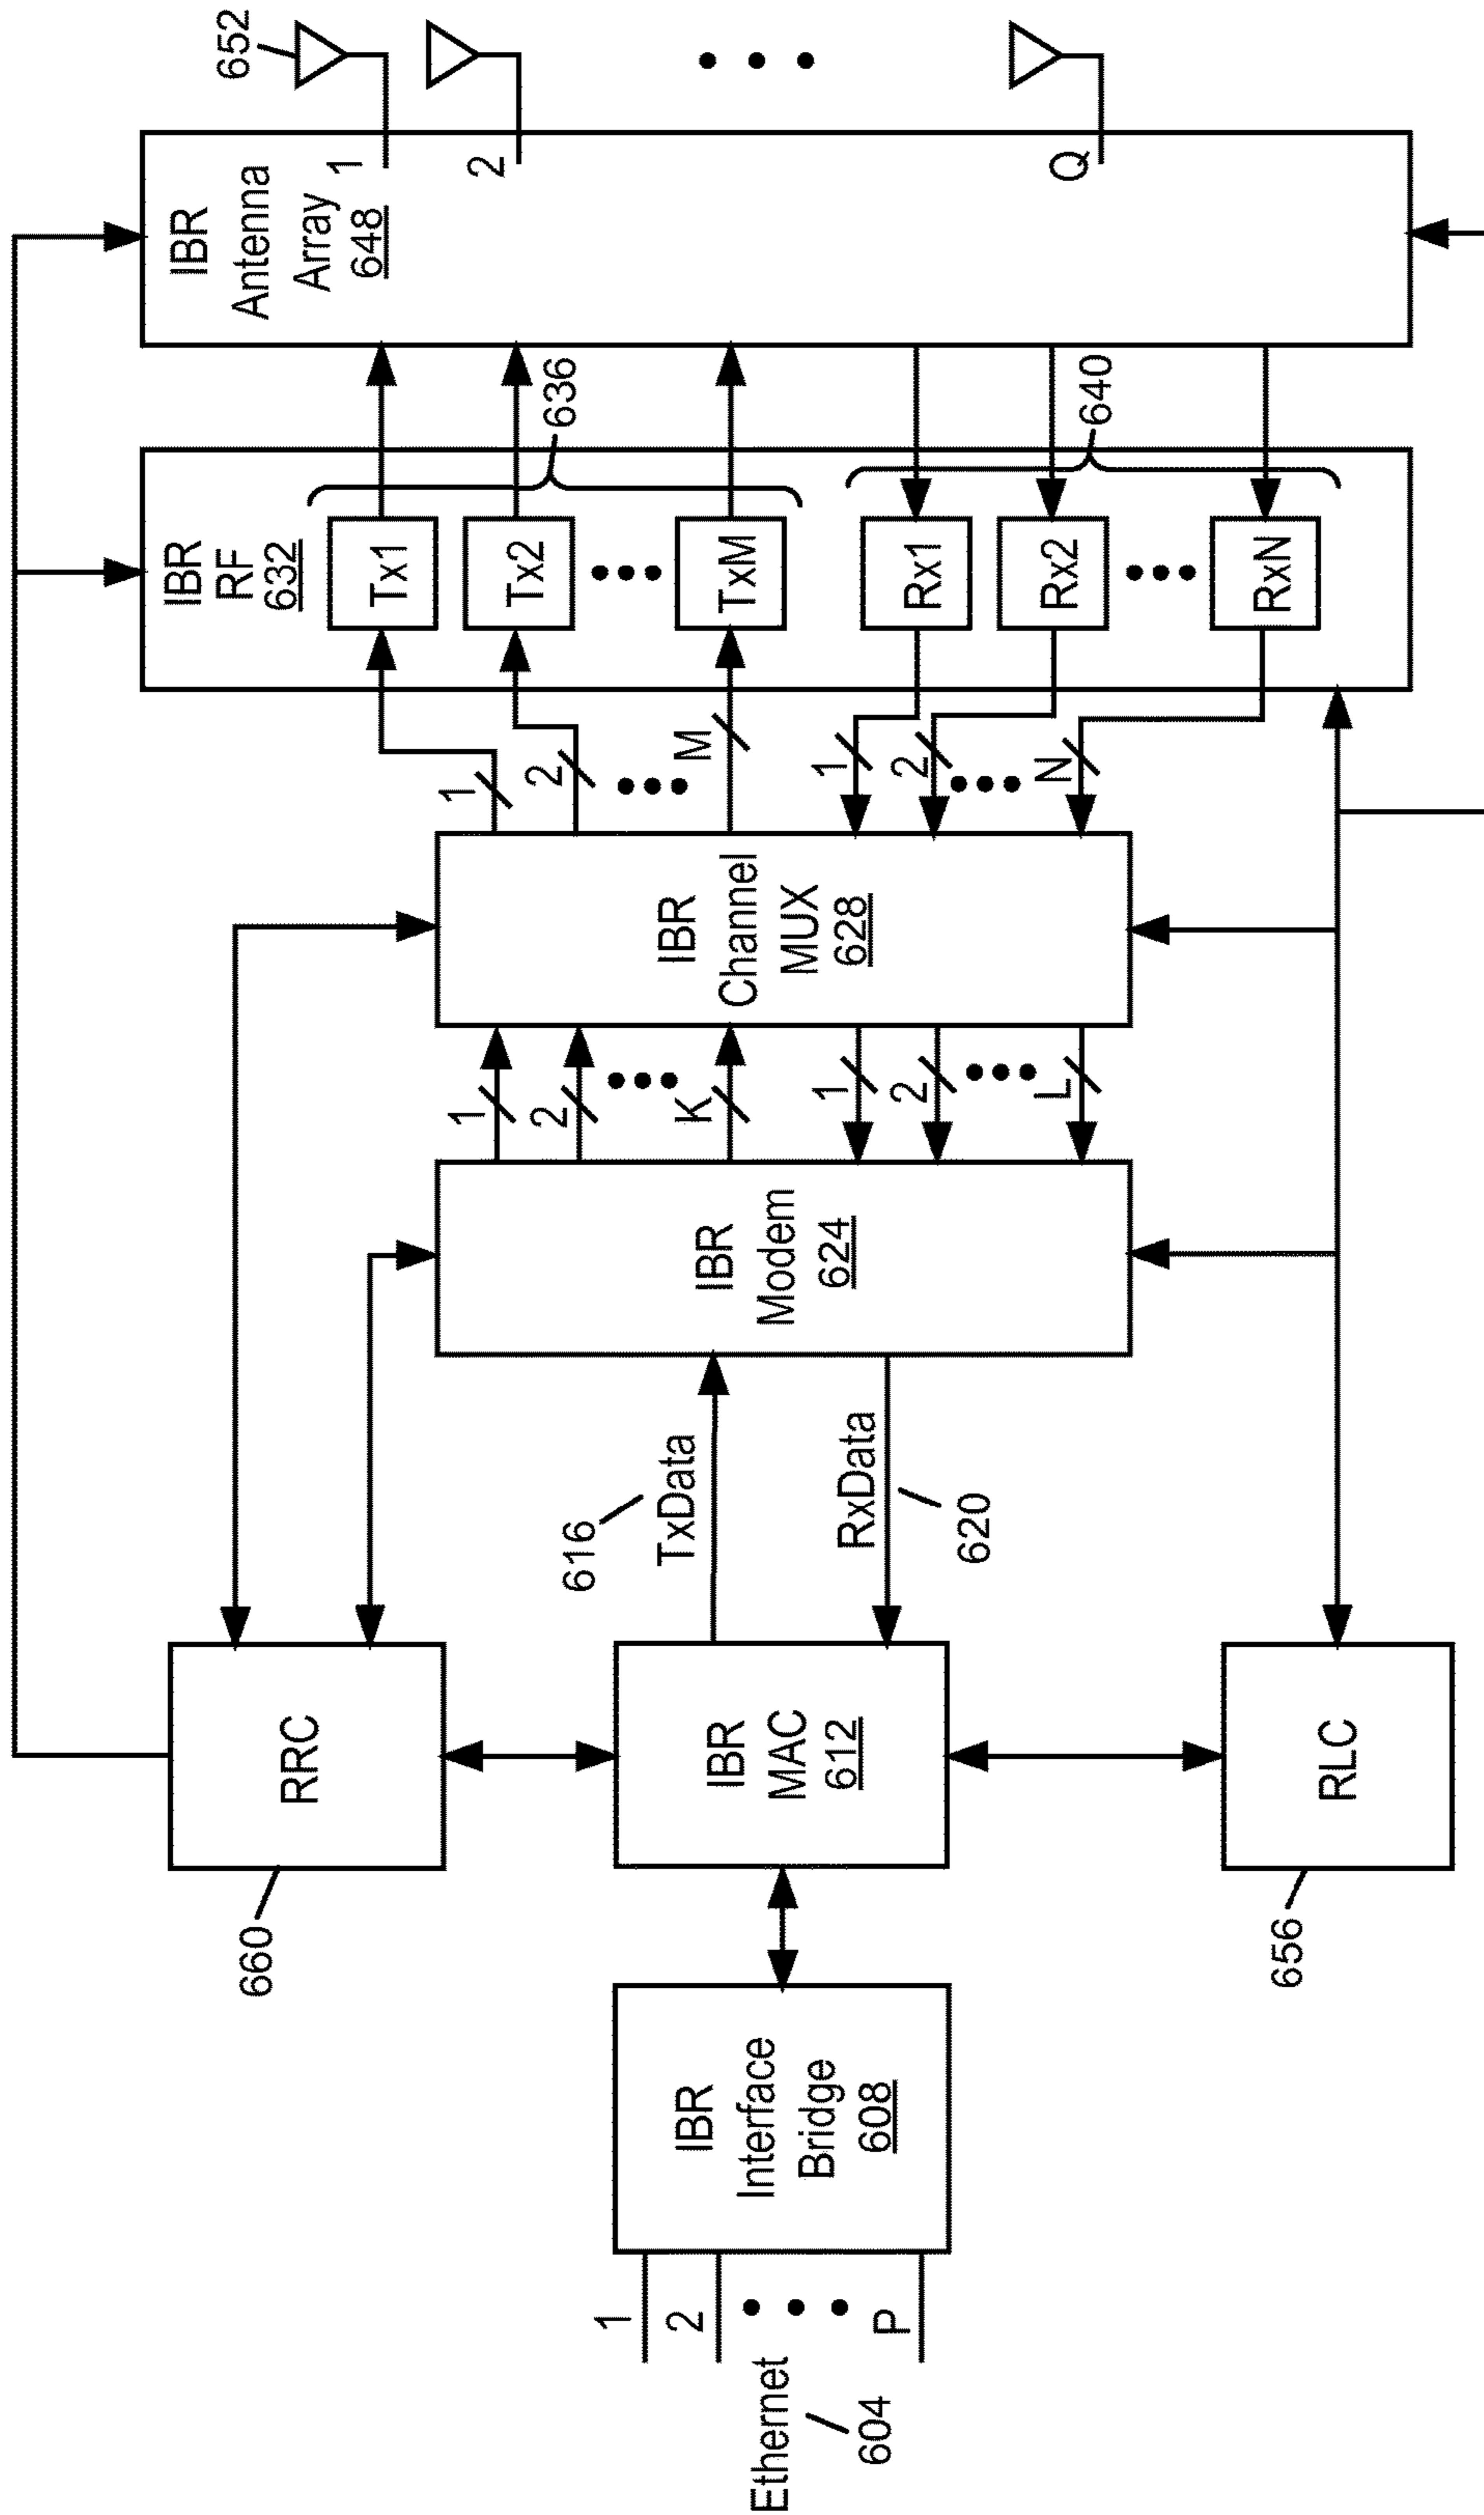 Ethernet
604
1
2
P
IBR
Interface
Bridge
608
660
RRC
IBR
MAC
612
656
RLC
616
TxData
RxData
620
IBR
Modem
624
1
2
K
1
2
L
IBR
Channel
MUX
628
1
2
M
1
2
N
IBR
RF
632
Tx1
Tx2
TxM
Rx1
Rx2
RxN
636
640
IBR
Antenna
Array
648
1
2
Q
652